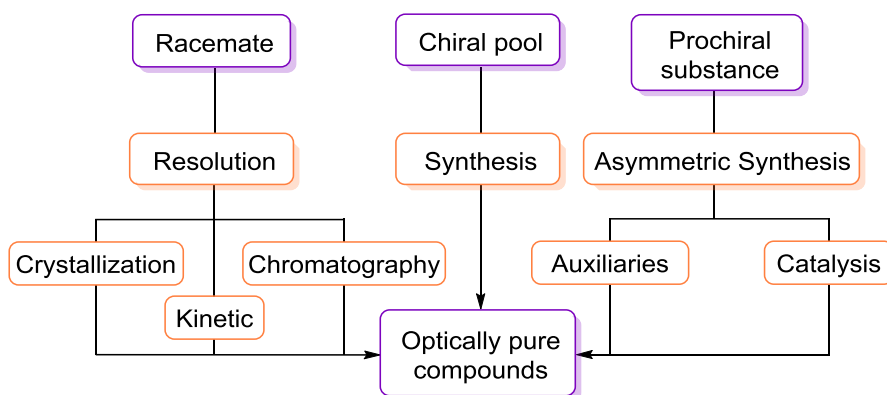 Racemate
Chiral pool
Prochiral
substance
Resolution
Synthesis
Asymmetric Synthesis
Crystallization
Chromatography
Auxiliaries
Catalysis
Kinetic
Optically pure
compounds